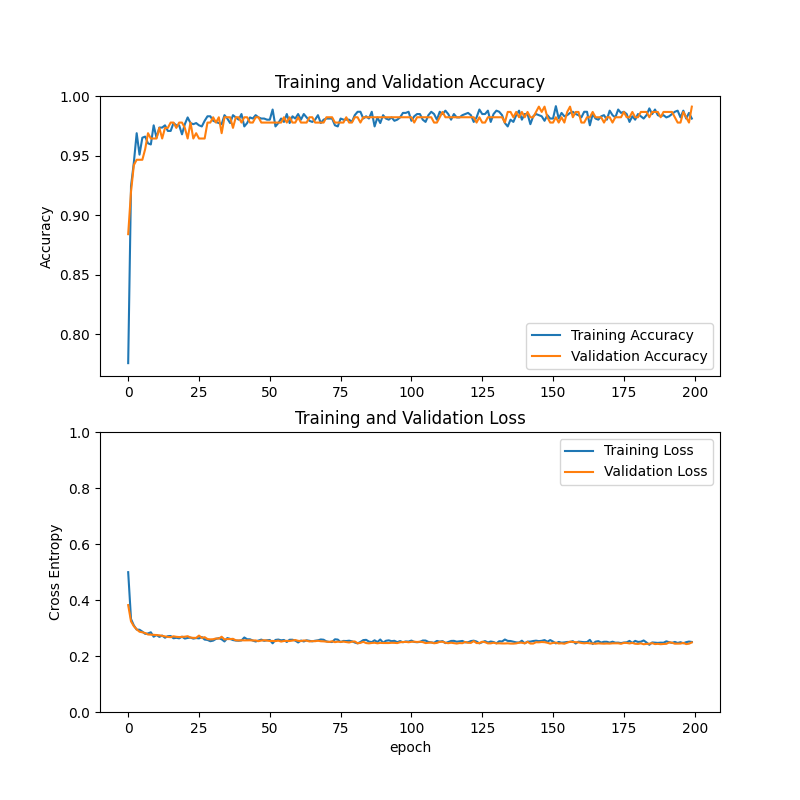 Training and Validation Accuracy
1.00
0.95
0.90
0.85
0.80
Accuracy
Training Accuracy
Validation Accuracy
0 25 50 75 100 125 150 175 200
Training and Validation Loss
1.0
0.8
0.6
0.4
0.2
0.0
Cross Entropy
Training Loss
Validation Loss
0 25 50 75 100 125 150 175 200
epoch